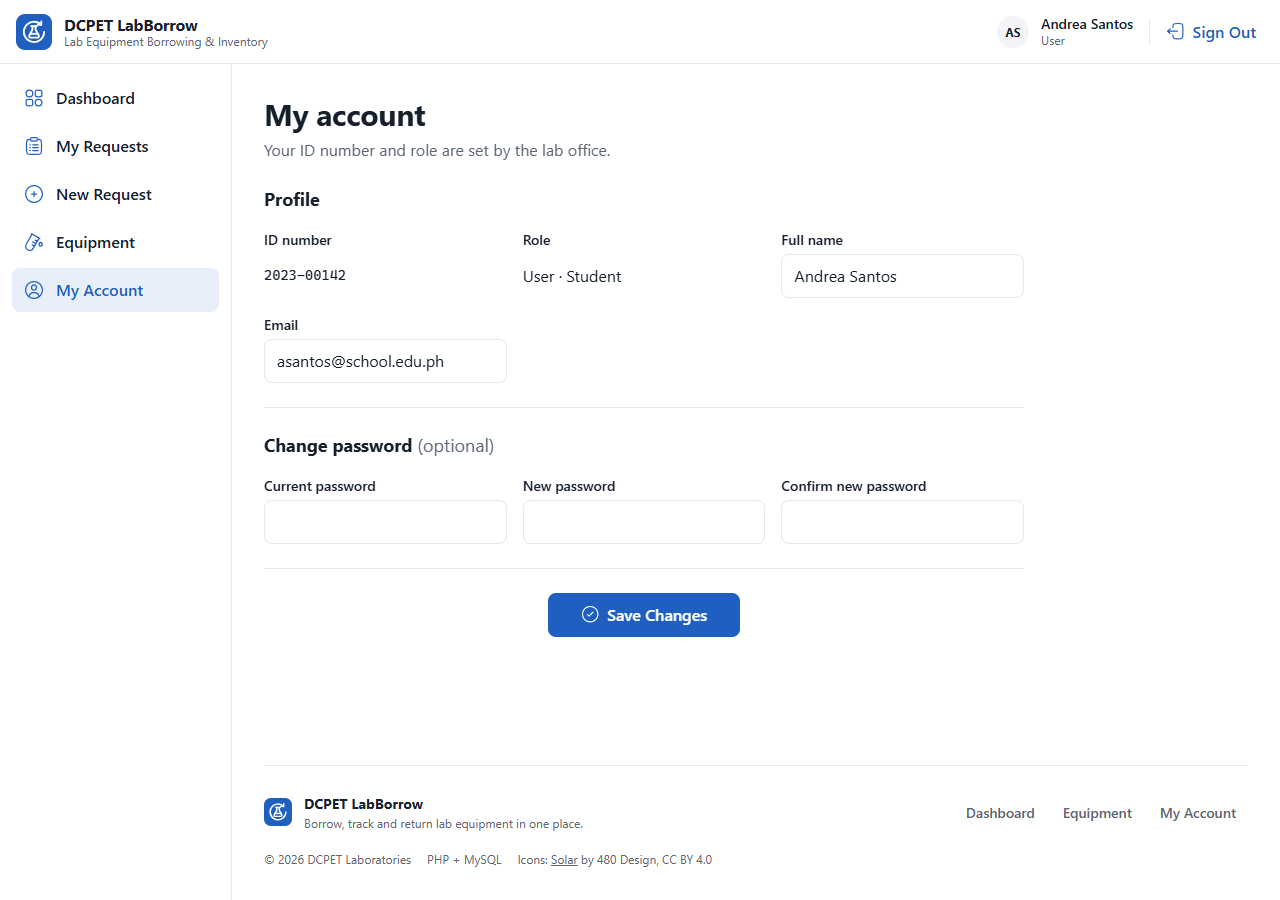 DCPET LabBorrow
Lab Equipment Borrowing & Inventory
AS
Andrea Santos
User
Sign Out
Dashboard
My Requests
New Request
Equipment
My Account
My account
Your ID number and role are set by the lab office.
Profile
ID number
2023-00142
Role
User · Student
Full name
Andrea Santos
Email
asantos@school.edu.ph
Change password (optional)
Current password
New password
Confirm new password
Save Changes
DCPET LabBorrow
Borrow, track and return lab equipment in one place.
Dashboard Equipment My Account
© 2026 DCPET Laboratories PHP + MySQL Icons: Solar by 480 Design, CC BY 4.0